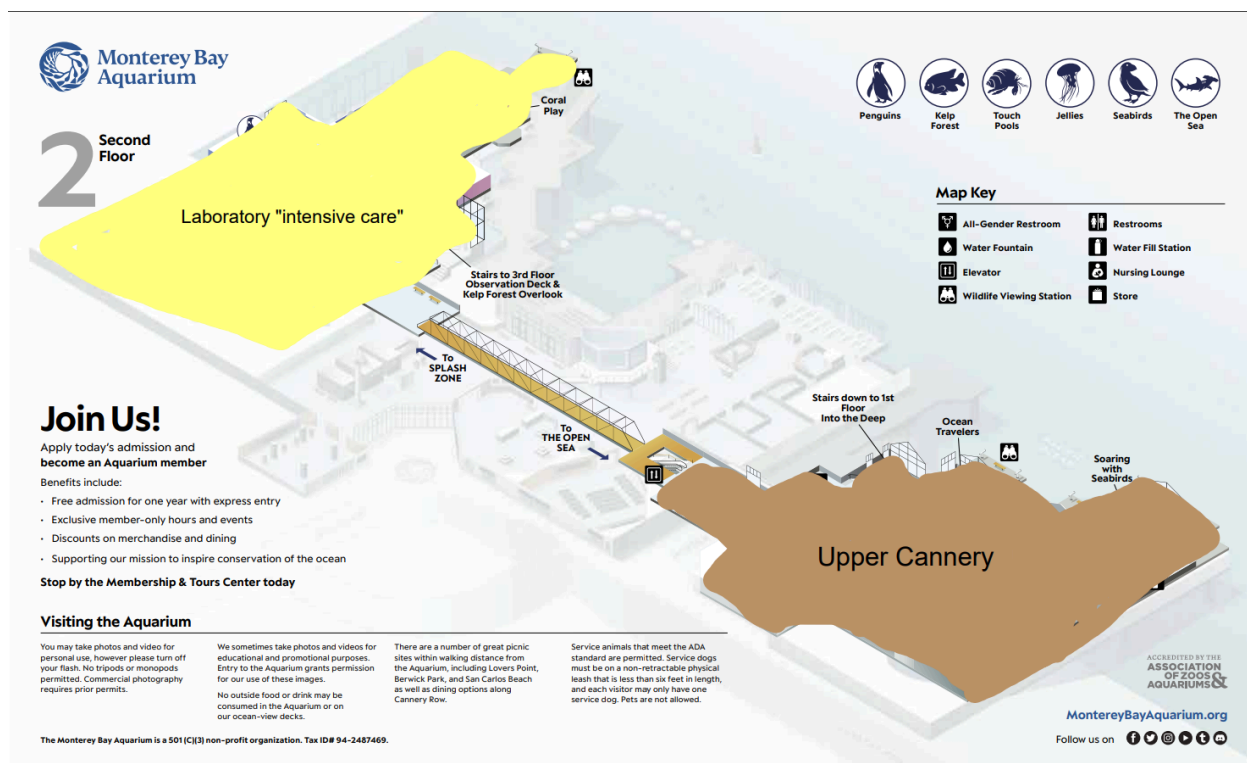 Monterey Bay
Aquarium
2
Second
Floor
Coral
Play
Laboratory "intensive care"
Stairs to 3rd Floor
Observation Deck &
Kelp Forest Overlook
To
SPLASH
ZONE
To
THE OPEN
SEA
Penguins
Kelp
Forest
Touch
Pools
Jellies
Seabirds
The Open
Sea
Map Key
All-Gender Restroom
Restrooms
Water Fountain
Water Fill Station
Elevator
Nursing Lounge
Wildlife Viewing Station
Store
Stairs down to 1st
Floor
Into the Deep
Ocean
Travelers
Soaring
with
Seabirds
Upper Cannery
Join Us!
Apply today's admission and
become an Aquarium member
Benefits include:
· Free admission for one year with express entry
· Exclusive member-only hours and events
· Discounts on merchandise and dining
· Supporting our mission to inspire conservation of the ocean
Stop by the Membership & Tours Center today
Visiting the Aquarium
You may take photos and video for
personal use, however please turn off
your flash. No tripods or monopods
permitted. Commercial photography
requires prior permits.
We sometimes take photos and videos for
educational and promotional purposes.
Entry to the Aquarium grants permission
for our use of these images.
No outside food or drink may be
consumed in the Aquarium or on
our ocean-view decks.
There are a number of great picnic
sites within walking distance from
the Aquarium, including Lovers Point,
Berwick Park, and San Carlos Beach
as well as dining options along
Cannery Row.
Service animals that meet the ADA
standard are permitted. Service dogs
must be on a non-retractable physical
leash that is less than six feet in length,
and each visitor may only have one
service dog. Pets are not allowed.
The Monterey Bay Aquarium is a 501(C)(3) non-profit organization. Tax ID# 94-2487469.
ACCREDITED BY THE
ASSOCIATION
OF ZOOS
AQUARIUMS &
MontereyBayAquarium.org
Follow us on